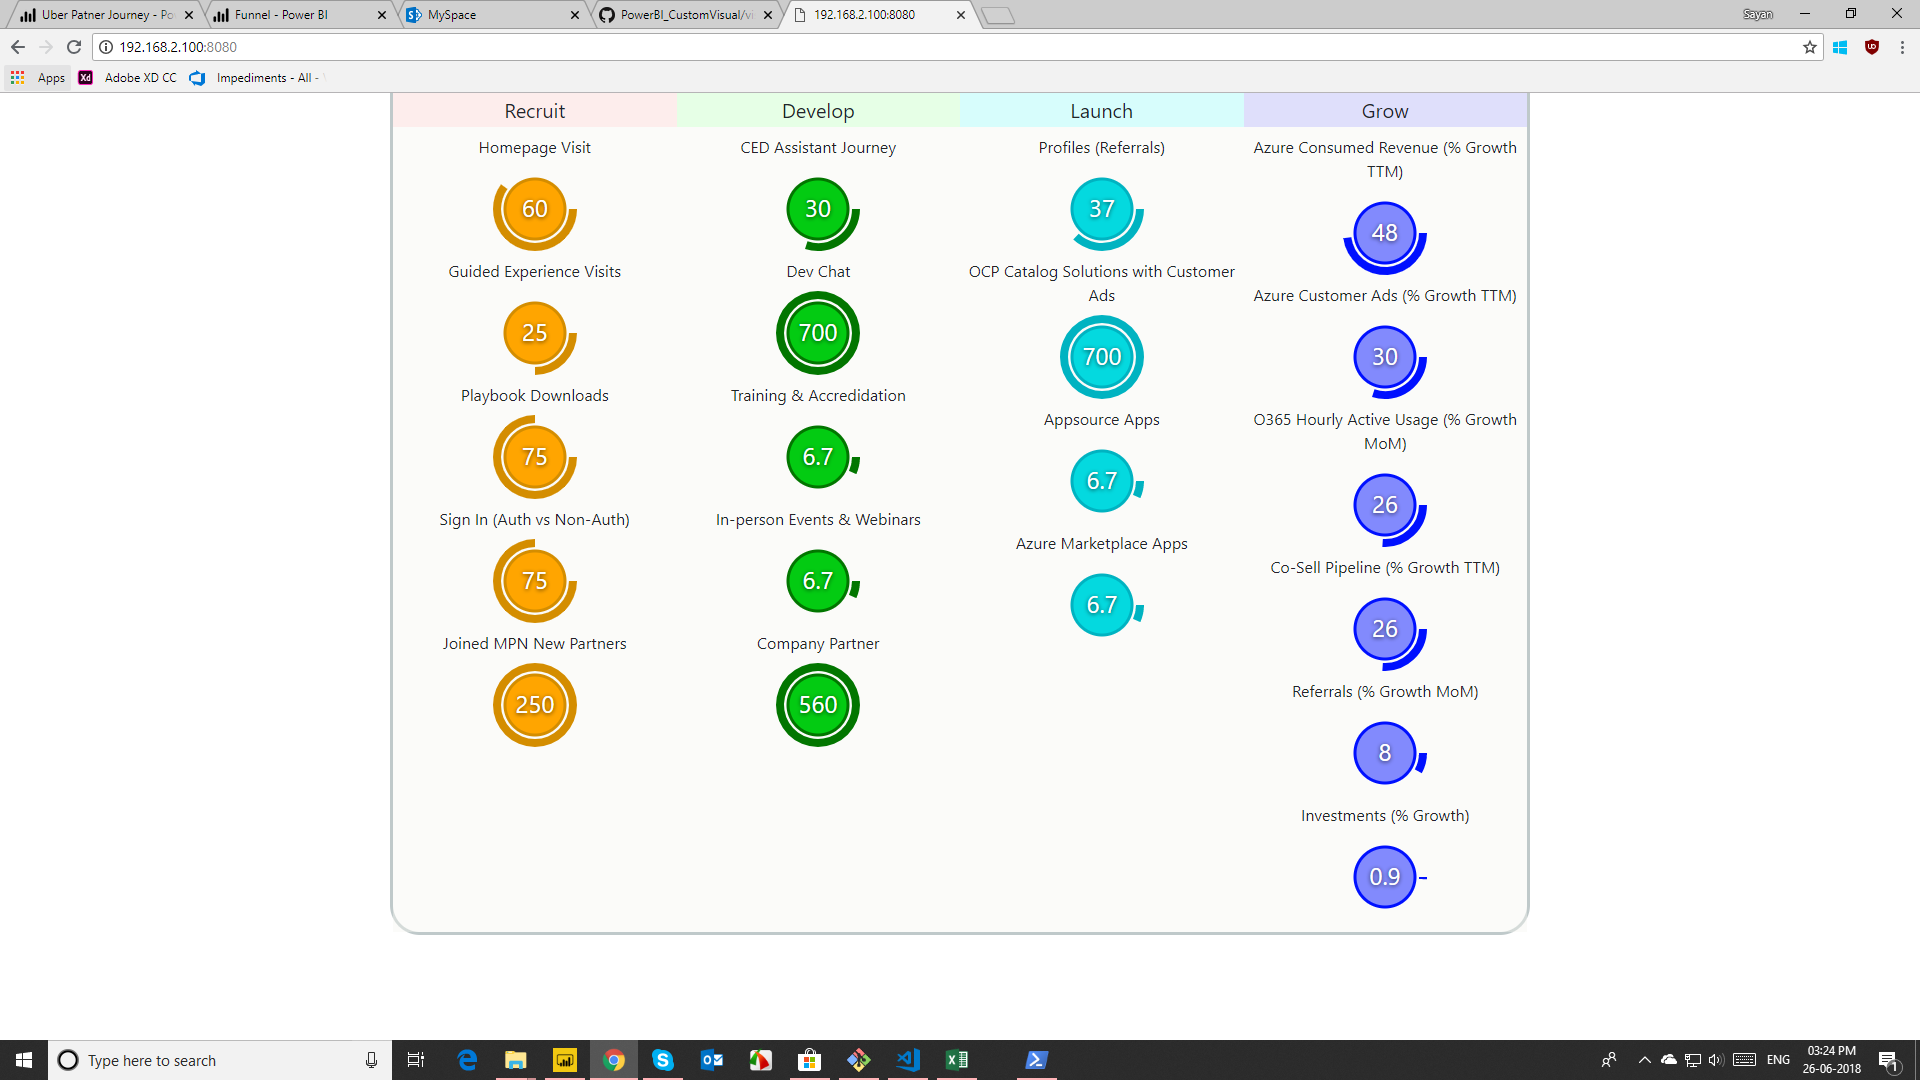 Uber Patner Journey - Po
Funnel - Power BI
MySpace
PowerBI_CustomVisual/vi
192.168.2.100:8080
Sayan
192.168.2.100:8080
Apps
Adobe XD CC
Impediments - All -
Recruit
Develop
Launch
Grow
Homepage Visit
60
Guided Experience Visits
25
Playbook Downloads
75
Sign In (Auth vs Non-Auth)
75
Joined MPN New Partners
250
CED Assistant Journey
30
Dev Chat
700
Training & Accredidation
6.7
In-person Events & Webinars
6.7
Company Partner
560
Profiles (Referrals)
37
OCP Catalog Solutions with Customer
Ads
700
Appsource Apps
6.7
Azure Marketplace Apps
6.7
Azure Consumed Revenue (% Growth
TTM)
48
Azure Customer Ads (% Growth TTM)
30
O365 Hourly Active Usage (% Growth
MoM)
26
Co-Sell Pipeline (% Growth TTM)
26
Referrals (% Growth MoM)
8
Investments (% Growth)
0.9
Type here to search
ENG
03:24 PM
26-06-2018
1